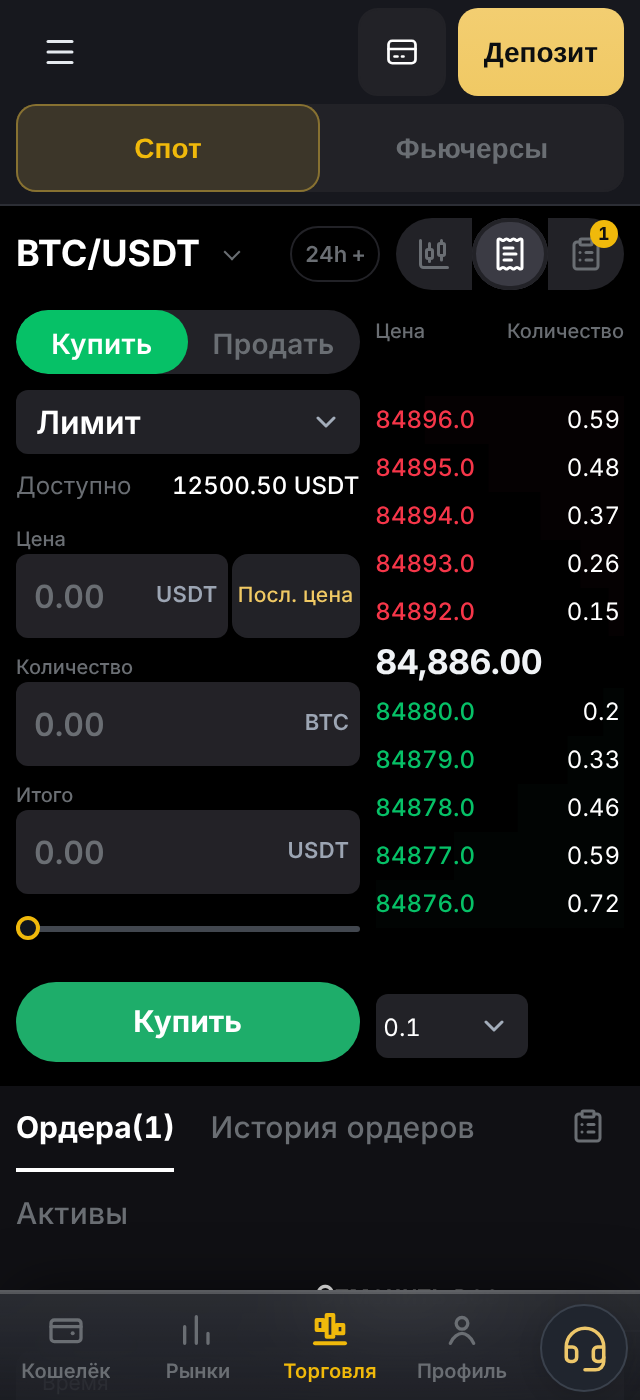 Депозит
Спот Фьючерсы
BTC/USDT 24h + 1
Купить Продать
Лимит
Доступно 12500.50 USDT
Цена
0.00 USDT Посл. цена
Количество
0.00 BTC
Итого
0.00 USDT
Купить
Цена Количество
84896.0 0.59
84895.0 0.48
84894.0 0.37
84893.0 0.26
84892.0 0.15
84,886.00
84880.0 0.2
84879.0 0.33
84878.0 0.46
84877.0 0.59
84876.0 0.72
0.1
Ордера(1) История ордеров
Активы
Кошелёк Рынки Торговля Профиль
Время